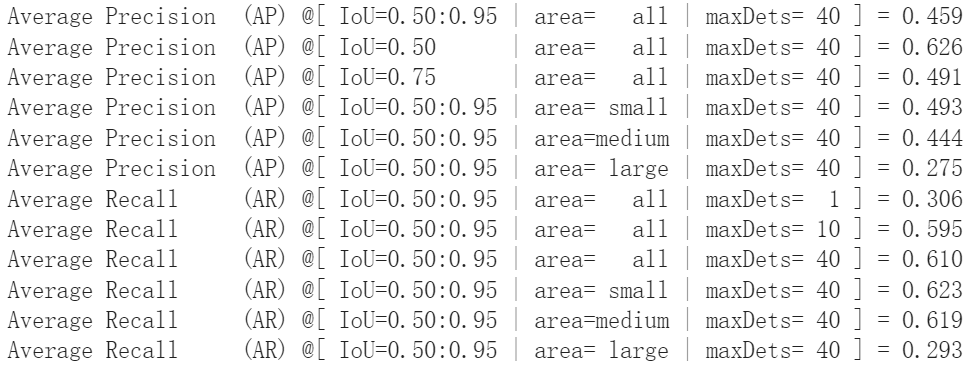 Average Precision  (AP) @[ IoU=0.50:0.95 | area=   all | maxDets= 40 ] = 0.459
Average Precision  (AP) @[ IoU=0.50      | area=   all | maxDets= 40 ] = 0.626
Average Precision  (AP) @[ IoU=0.75      | area=   all | maxDets= 40 ] = 0.491
Average Precision  (AP) @[ IoU=0.50:0.95 | area= small | maxDets= 40 ] = 0.493
Average Precision  (AP) @[ IoU=0.50:0.95 | area=medium | maxDets= 40 ] = 0.444
Average Precision  (AP) @[ IoU=0.50:0.95 | area= large | maxDets= 40 ] = 0.275
Average Recall     (AR) @[ IoU=0.50:0.95 | area=   all | maxDets=  1 ] = 0.306
Average Recall     (AR) @[ IoU=0.50:0.95 | area=   all | maxDets= 10 ] = 0.595
Average Recall     (AR) @[ IoU=0.50:0.95 | area=   all | maxDets= 40 ] = 0.610
Average Recall     (AR) @[ IoU=0.50:0.95 | area= small | maxDets= 40 ] = 0.623
Average Recall     (AR) @[ IoU=0.50:0.95 | area=medium | maxDets= 40 ] = 0.619
Average Recall     (AR) @[ IoU=0.50:0.95 | area= large | maxDets= 40 ] = 0.293